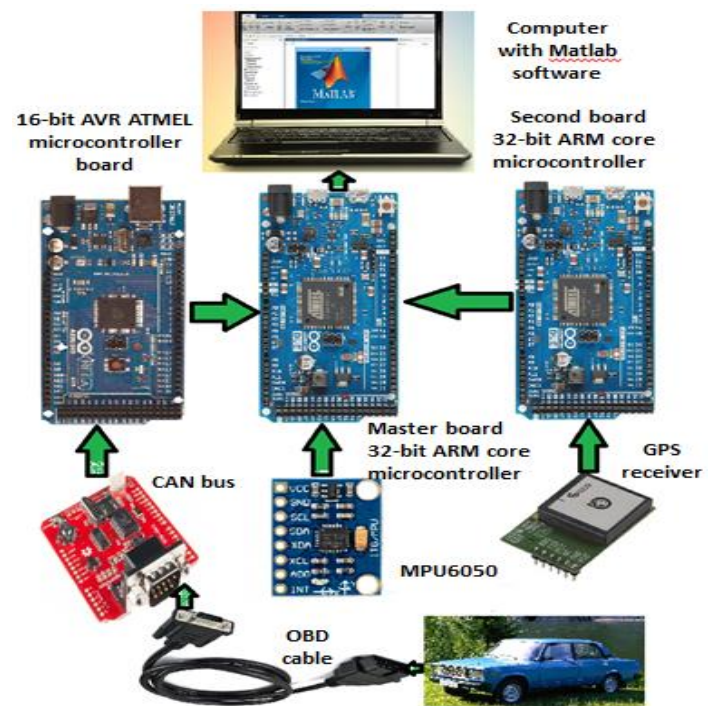 Computer
with Matlab
software
MATLAB
16-bit AVR ATMEL
microcontroller
board
Second board
32-bit ARM core
microcontroller
Master board
32-bit ARM core
microcontroller
GPS
receiver
CAN bus
VCC
GND
SCL
SDA
XDA
XCL
ADO
INT
ITG/MPU
MPU6050
OBD
cable